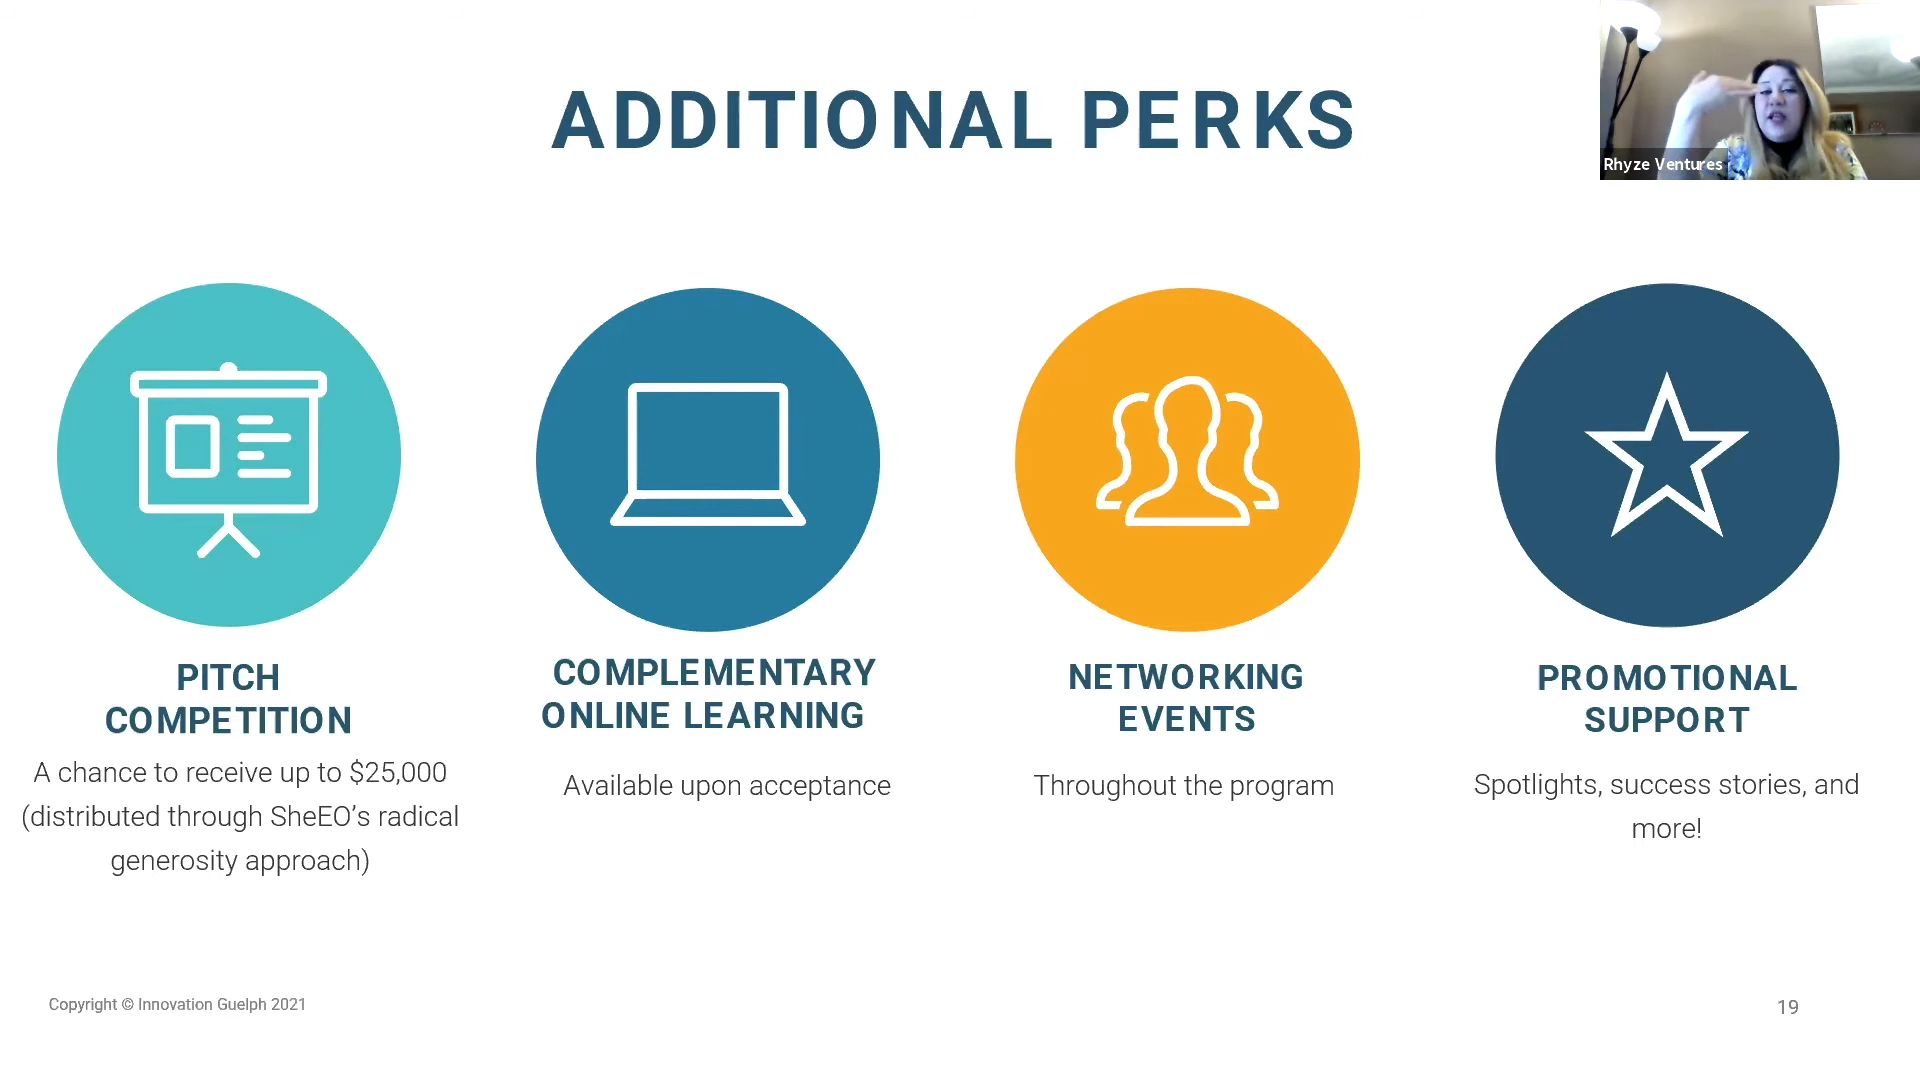 ADDITIONAL PERKS
Rhyze Ventures
PITCH
COMPETITION
A chance to receive up to $25,000
(distributed through SheEO’s radical
generosity approach)
COMPLEMENTARY
ONLINE LEARNING
Available upon acceptance
NETWORKING
EVENTS
Throughout the program
PROMOTIONAL
SUPPORT
Spotlights, success stories, and
more!
Copyright © Innovation Guelph 2021
19